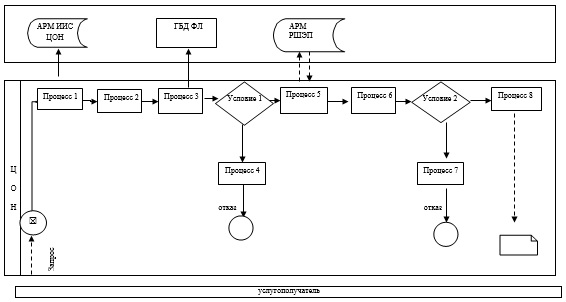 АРМ ИИС
ЦОН
ГБД ФЛ
АРМ
РШЭП
Процесс 1
Процесс 2
Процесс 3
Условие 1
Процесс 5
Процесс 6
Условие 2
Процесс 8
Процесс 4
Процесс 7
отказ
отказ
Ц
О
Н
Запрос
услугополучатель